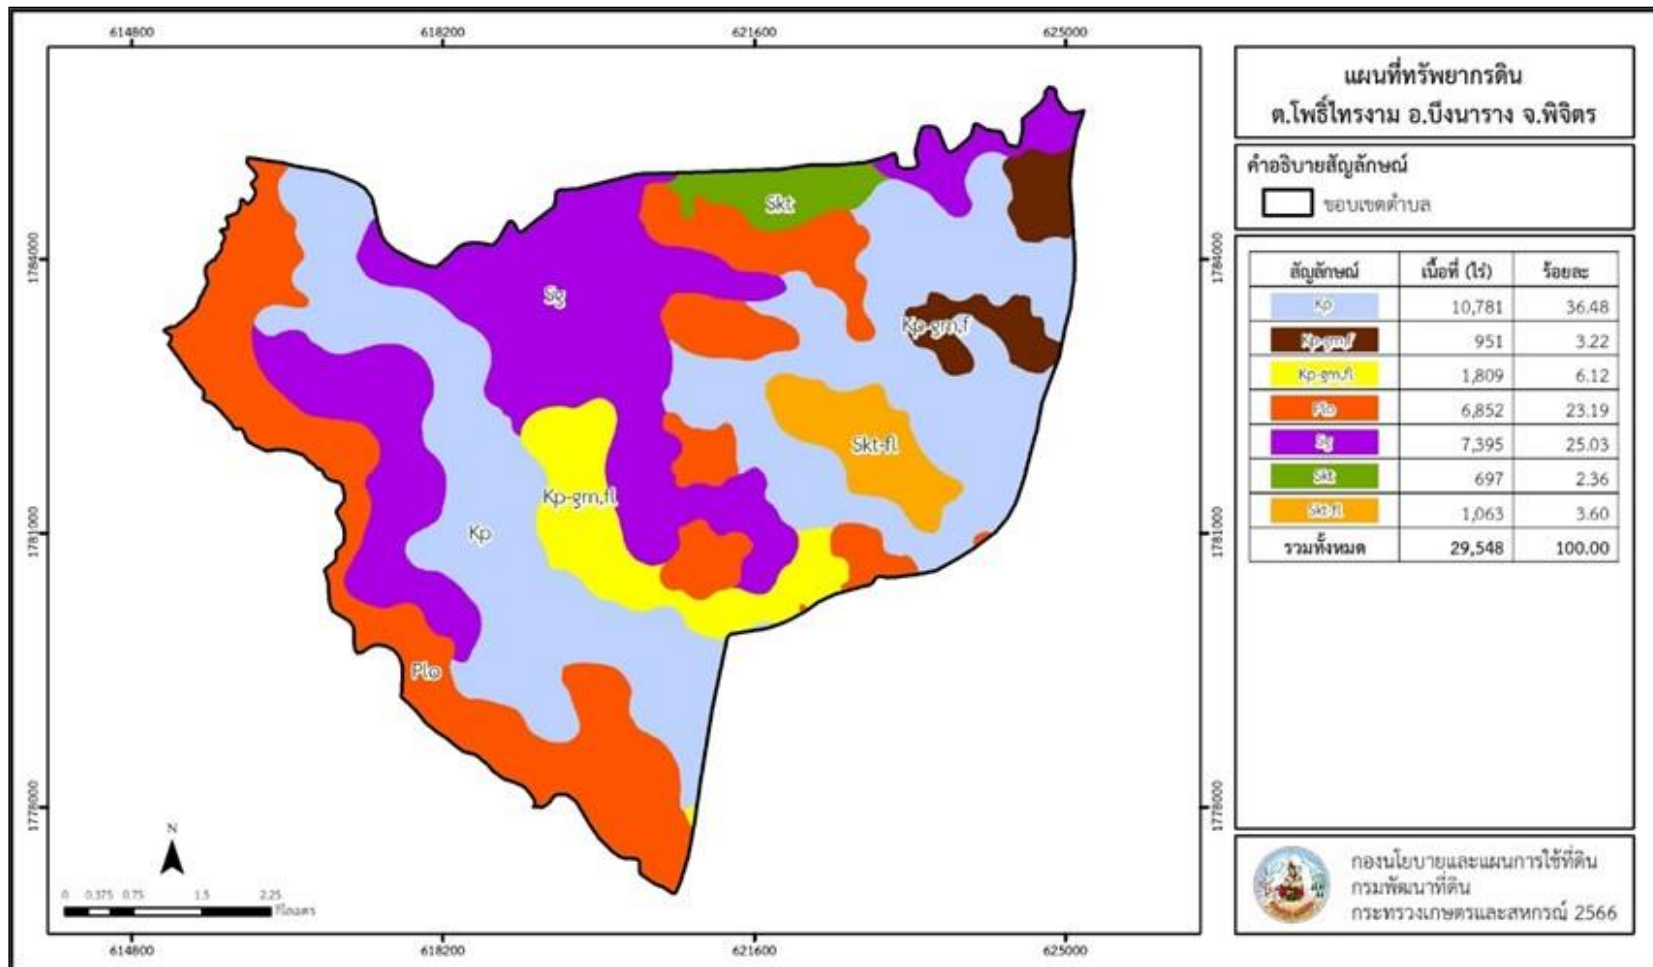 614800 618200 621600 625000
1784000
1781000
1778000
1784000
1781000
1778000
Skt
Sg
Kp-gm,f
Skt-fl
Kp-gm,fl
Kp
Plo
N
0 0.375 0.75 1.5 2.25
กิโลเมตร
614800 618200 621600 625000
แผนที่ทรัพยากรดิน
ต.โพธิ์ไทรงาม อ.บึงนาราง จ.พิจิตร
คำอธิบายสัญลักษณ์
ขอบเขตตำบล
สัญลักษณ์ เนื้อที่ (ไร่) ร้อยละ
Kp 10,781 36.48
Kp-gm,f 951 3.22
Kp-gm,fl 1,809 6.12
Plo 6,852 23.19
Sg 7,395 25.03
Skt 697 2.36
Skt-fl 1,063 3.60
รวมทั้งหมด 29,548 100.00
กองนโยบายและแผนการใช้ที่ดิน
กรมพัฒนาที่ดิน
กระทรวงเกษตรและสหกรณ์ 2566